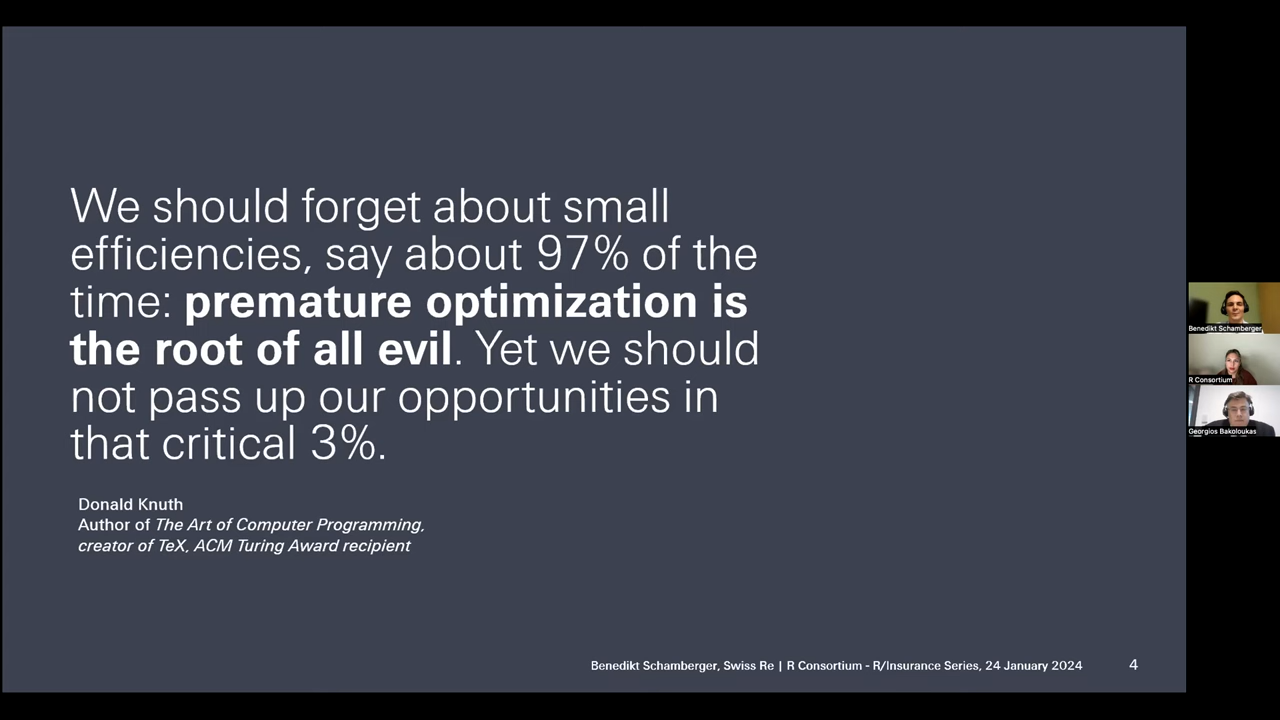 We should forget about small
efficiencies, say about 97% of the
time: premature optimization is
the root of all evil. Yet we should
not pass up our opportunities in
that critical 3%.
Donald Knuth
Author of The Art of Computer Programming,
creator of TeX, ACM Turing Award recipient
Benedikt Schamberger, Swiss Re | R Consortium - R/Insurance Series, 24 January 2024
4
Benedikt Schamberger
R Consortium
Georgios Bakoloukas